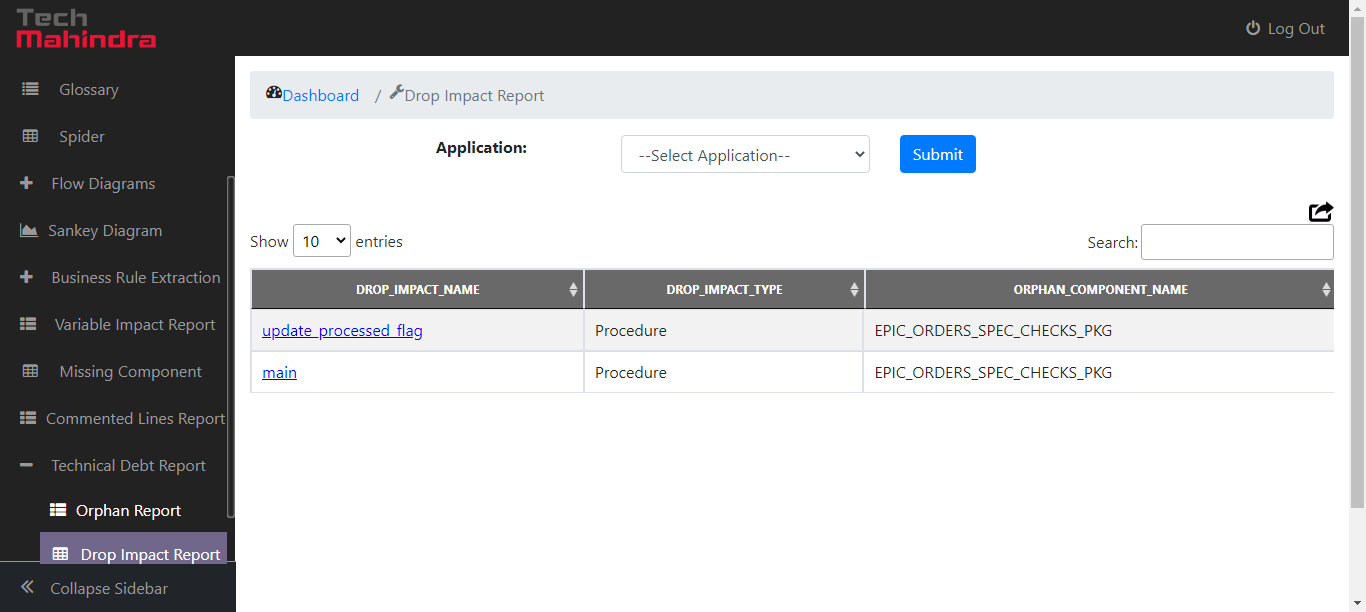 Tech
Mahindra
Log Out
Glossary
Spider
Flow Diagrams
Sankey Diagram
Business Rule Extraction
Variable Impact Report
Missing Component
Commented Lines Report
Technical Debt Report
Orphan Report
Drop Impact Report
Collapse Sidebar
Dashboard / Drop Impact Report
Application: --Select Application-- Submit
Show 10 entries Search:
DROP_IMPACT_NAME DROP_IMPACT_TYPE ORPHAN_COMPONENT_NAME
update_processed_flag Procedure EPIC_ORDERS_SPEC_CHECKS_PKG
main Procedure EPIC_ORDERS_SPEC_CHECKS_PKG